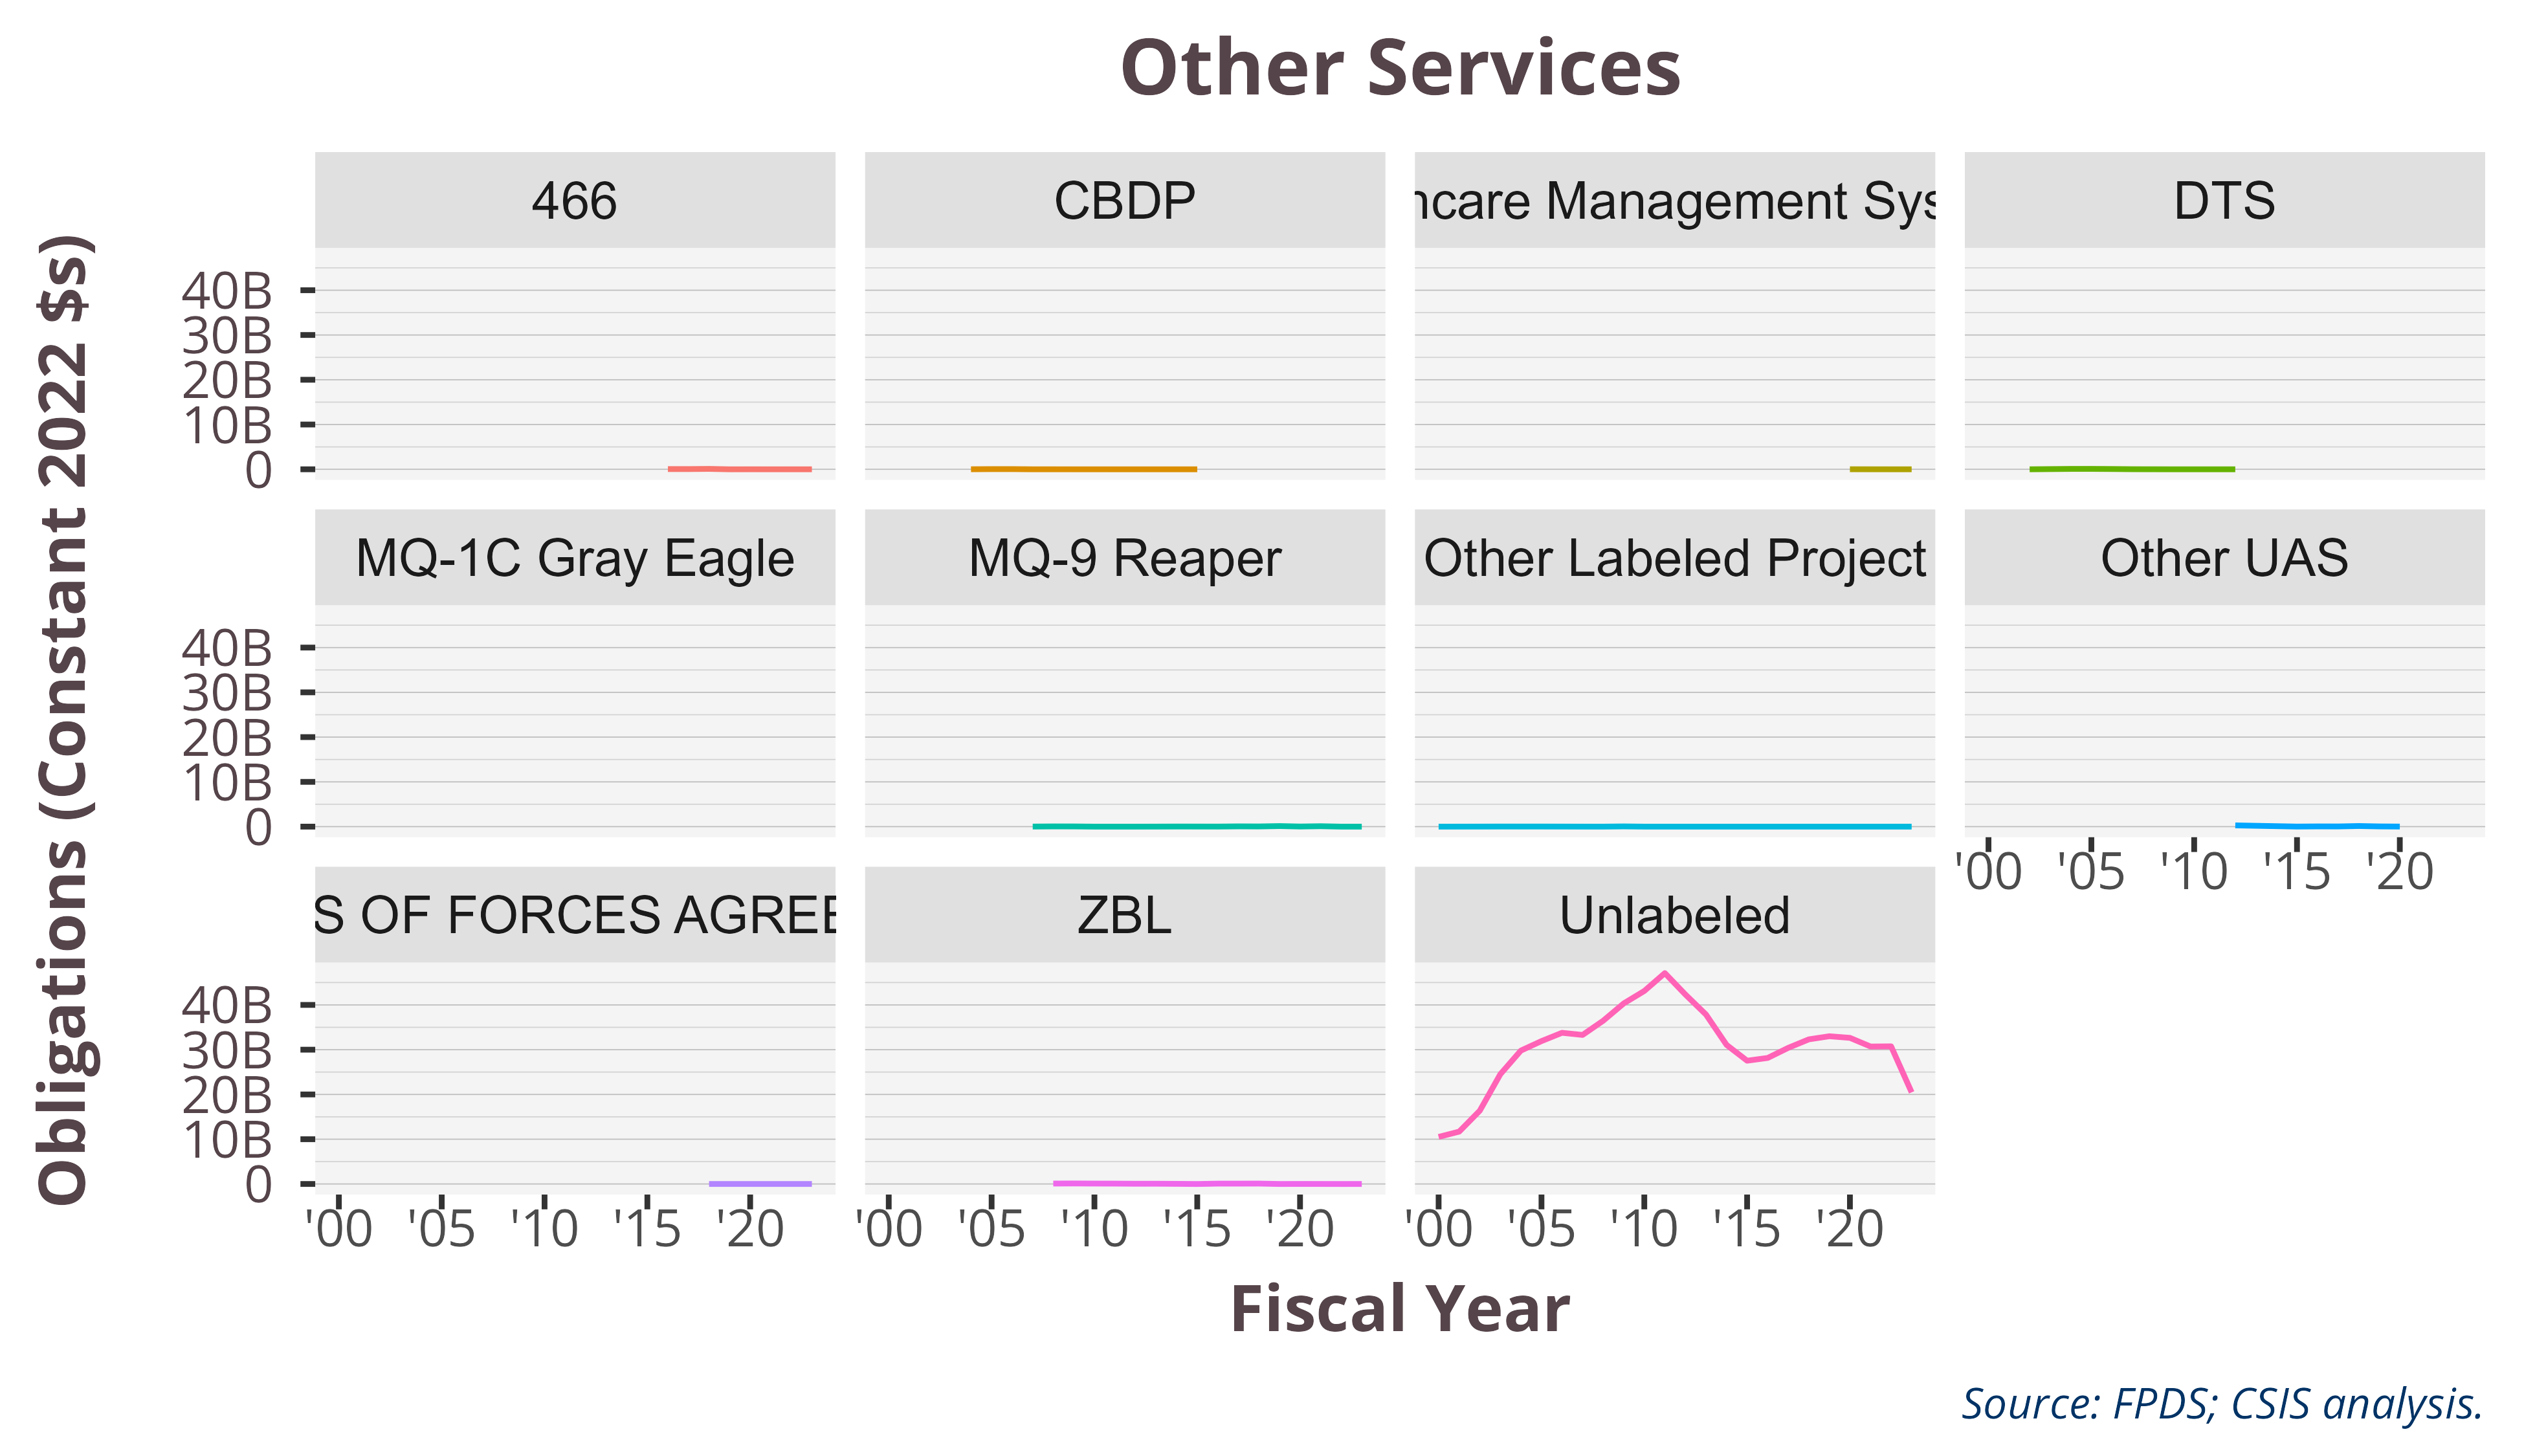 Other Services
466
CBDP
Management
DTS
40B
30B
20B
10B
0
MQ-1C Gray Eagle
MQ-9 Reaper
Other Labeled Project
Other UAS
40B
30B
20B
10B
0
'00 '05 '10 '15 '20
OF FORCES
ZBL
Unlabeled
40B
30B
20B
10B
0
'00 '05 '10 '15 '20
'00 '05 '10 '15 '20
'00 '05 '10 '15 '20
Obligations (Constant 2022 $s)
Fiscal Year
Source: FPDS; CSIS analysis.